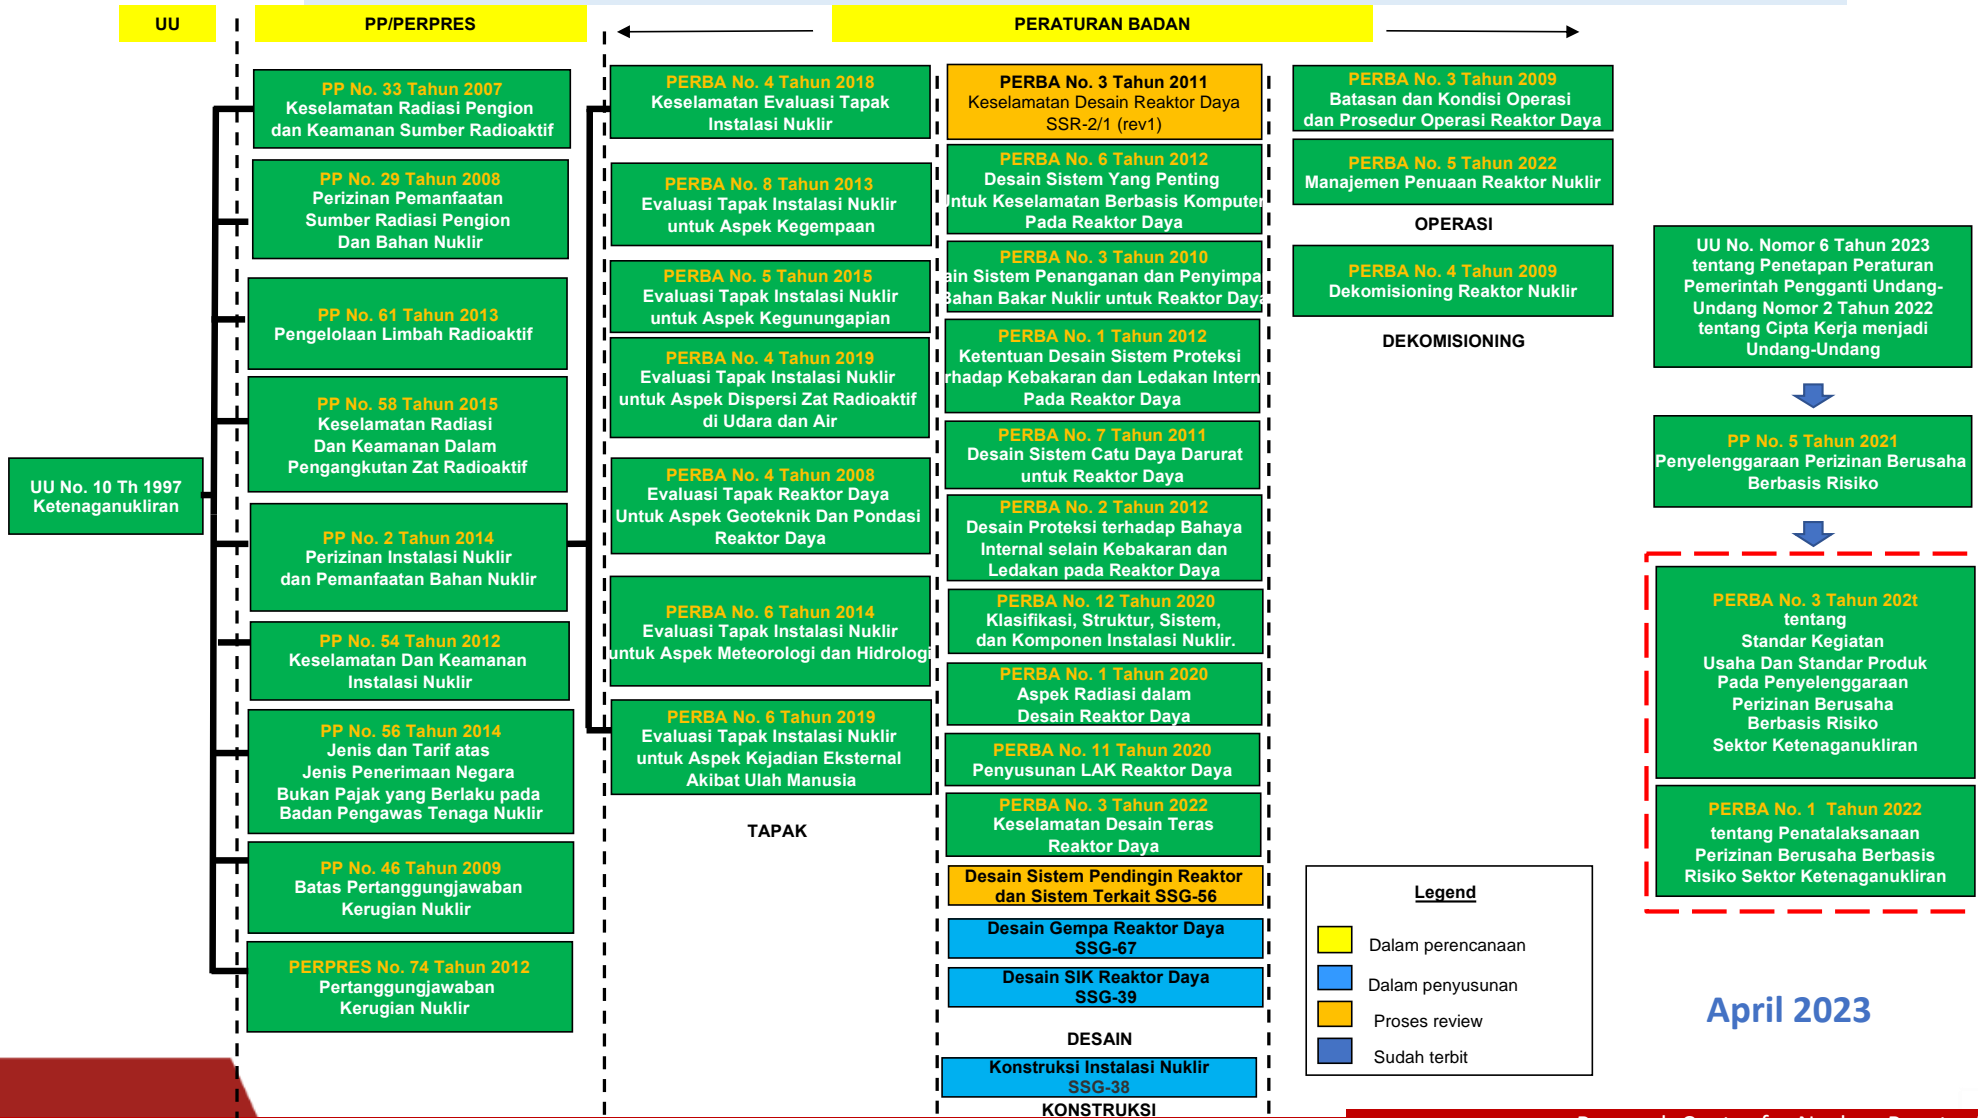 UU
PP/PERPRES
PERATURAN BADAN
UU No. 10 Th 1997
Ketenaganukliran
PP No. 33 Tahun 2007
Keselamatan Radiasi Pengion
dan Keamanan Sumber Radioaktif
PP No. 29 Tahun 2008
Perizinan Pemanfaatan
Sumber Radiasi Pengion
Dan Bahan Nuklir
PP No. 61 Tahun 2013
Pengelolaan Limbah Radioaktif
PP No. 58 Tahun 2015
Keselamatan Radiasi
Dan Keamanan Dalam
Pengangkutan Zat Radioaktif
PP No. 2 Tahun 2014
Perizinan Instalasi Nuklir
dan Pemanfaatan Bahan Nuklir
PP No. 54 Tahun 2012
Keselamatan Dan Keamanan
Instalasi Nuklir
PP No. 56 Tahun 2014
Jenis dan Tarif atas
Jenis Penerimaan Negara
Bukan Pajak yang Berlaku pada
Badan Pengawas Tenaga Nuklir
PP No. 46 Tahun 2009
Batas Pertanggungjawaban
Kerugian Nuklir
PERPRES No. 74 Tahun 2012
Pertanggungjawaban
Kerugian Nuklir
PERBA No. 4 Tahun 2018
Keselamatan Evaluasi Tapak
Instalasi Nuklir
PERBA No. 8 Tahun 2013
Evaluasi Tapak Instalasi Nuklir
untuk Aspek Kegempaan
PERBA No. 5 Tahun 2015
Evaluasi Tapak Instalasi Nuklir
untuk Aspek Kegunungapian
PERBA No. 4 Tahun 2019
Evaluasi Tapak Instalasi Nuklir
untuk Aspek Dispersi Zat Radioaktif
di Udara dan Air
PERBA No. 4 Tahun 2008
Evaluasi Tapak Reaktor Daya
Untuk Aspek Geoteknik Dan Pondasi
Reaktor Daya
PERBA No. 6 Tahun 2014
Evaluasi Tapak Instalasi Nuklir
untuk Aspek Meteorologi dan Hidrologi
PERBA No. 6 Tahun 2019
Evaluasi Tapak Instalasi Nuklir
untuk Aspek Kejadian Eksternal
Akibat Ulah Manusia
TAPAK
PERBA No. 3 Tahun 2011
Keselamatan Desain Reaktor Daya
SSR-2/1 (rev1)
PERBA No. 6 Tahun 2012
Desain Sistem Yang Penting
Untuk Keselamatan Berbasis Komputer
Pada Reaktor Daya
PERBA No. 3 Tahun 2010
ain Sistem Penanganan dan Penyimpa
Bahan Bakar Nuklir untuk Reaktor Daya
PERBA No. 1 Tahun 2012
Ketentuan Desain Sistem Proteksi
rhadap Kebakaran dan Ledakan Intern
Pada Reaktor Daya
PERBA No. 7 Tahun 2011
Desain Sistem Catu Daya Darurat
untuk Reaktor Daya
PERBA No. 2 Tahun 2012
Desain Proteksi terhadap Bahaya
Internal selain Kebakaran dan
Ledakan pada Reaktor Daya
PERBA No. 12 Tahun 2020
Klasifikasi, Struktur, Sistem,
dan Komponen Instalasi Nuklir.
PERBA No. 1 Tahun 2020
Aspek Radiasi dalam
Desain Reaktor Daya
PERBA No. 11 Tahun 2020
Penyusunan LAK Reaktor Daya
PERBA No. 3 Tahun 2022
Keselamatan Desain Teras
Reaktor Daya
Desain Sistem Pendingin Reaktor
dan Sistem Terkait SSG-56
Desain Gempa Reaktor Daya
SSG-67
Desain SIK Reaktor Daya
SSG-39
DESAIN
Konstruksi Instalasi Nuklir
SSG-38
KONSTRUKSI
PERBA No. 3 Tahun 2009
Batasan dan Kondisi Operasi
dan Prosedur Operasi Reaktor Daya
PERBA No. 5 Tahun 2022
Manajemen Penuaan Reaktor Nuklir
OPERASI
PERBA No. 4 Tahun 2009
Dekomisioning Reaktor Nuklir
DEKOMISIONING
UU No. Nomor 6 Tahun 2023
tentang Penetapan Peraturan
Pemerintah Pengganti Undang-
Undang Nomor 2 Tahun 2022
tentang Cipta Kerja menjadi
Undang-Undang
PP No. 5 Tahun 2021
Penyelenggaraan Perizinan Berusaha
Berbasis Risiko
PERBA No. 3 Tahun 202t
tentang
Standar Kegiatan
Usaha Dan Standar Produk
Pada Penyelenggaraan
Perizinan Berusaha
Berbasis Risiko
Sektor Ketenaganukliran
PERBA No. 1 Tahun 2022
tentang Penatalaksanaan
Perizinan Berusaha Berbasis
Risiko Sektor Ketenaganukliran
Legend
Dalam perencanaan
Dalam penyusunan
Proses review
Sudah terbit
April 2023